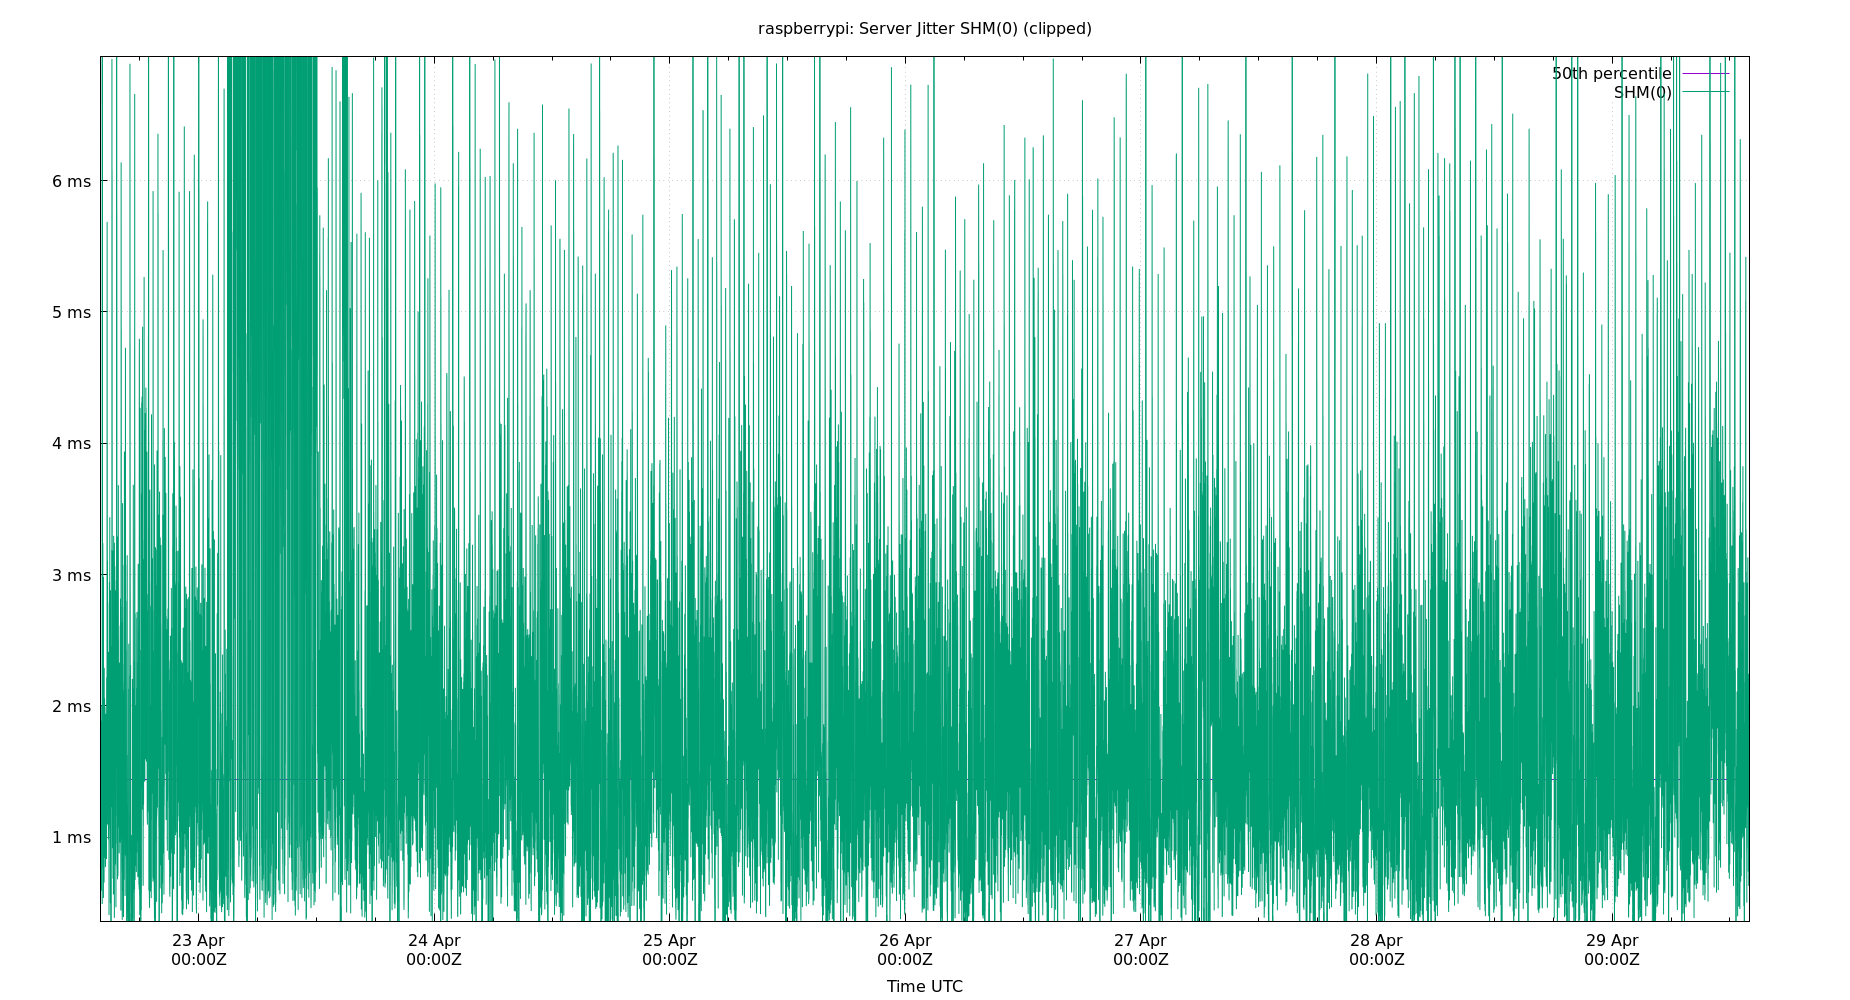 raspberrypi: Server Jitter SHM(0) (clipped)
50th percentile
SHM(0)
6 ms
5 ms
4 ms
3 ms
2 ms
1 ms
23 Apr 24 Apr 25 Apr 26 Apr 27 Apr 28 Apr 29 Apr
00:00Z 00:00Z 00:00Z 00:00Z 00:00Z 00:00Z 00:00Z
Time UTC